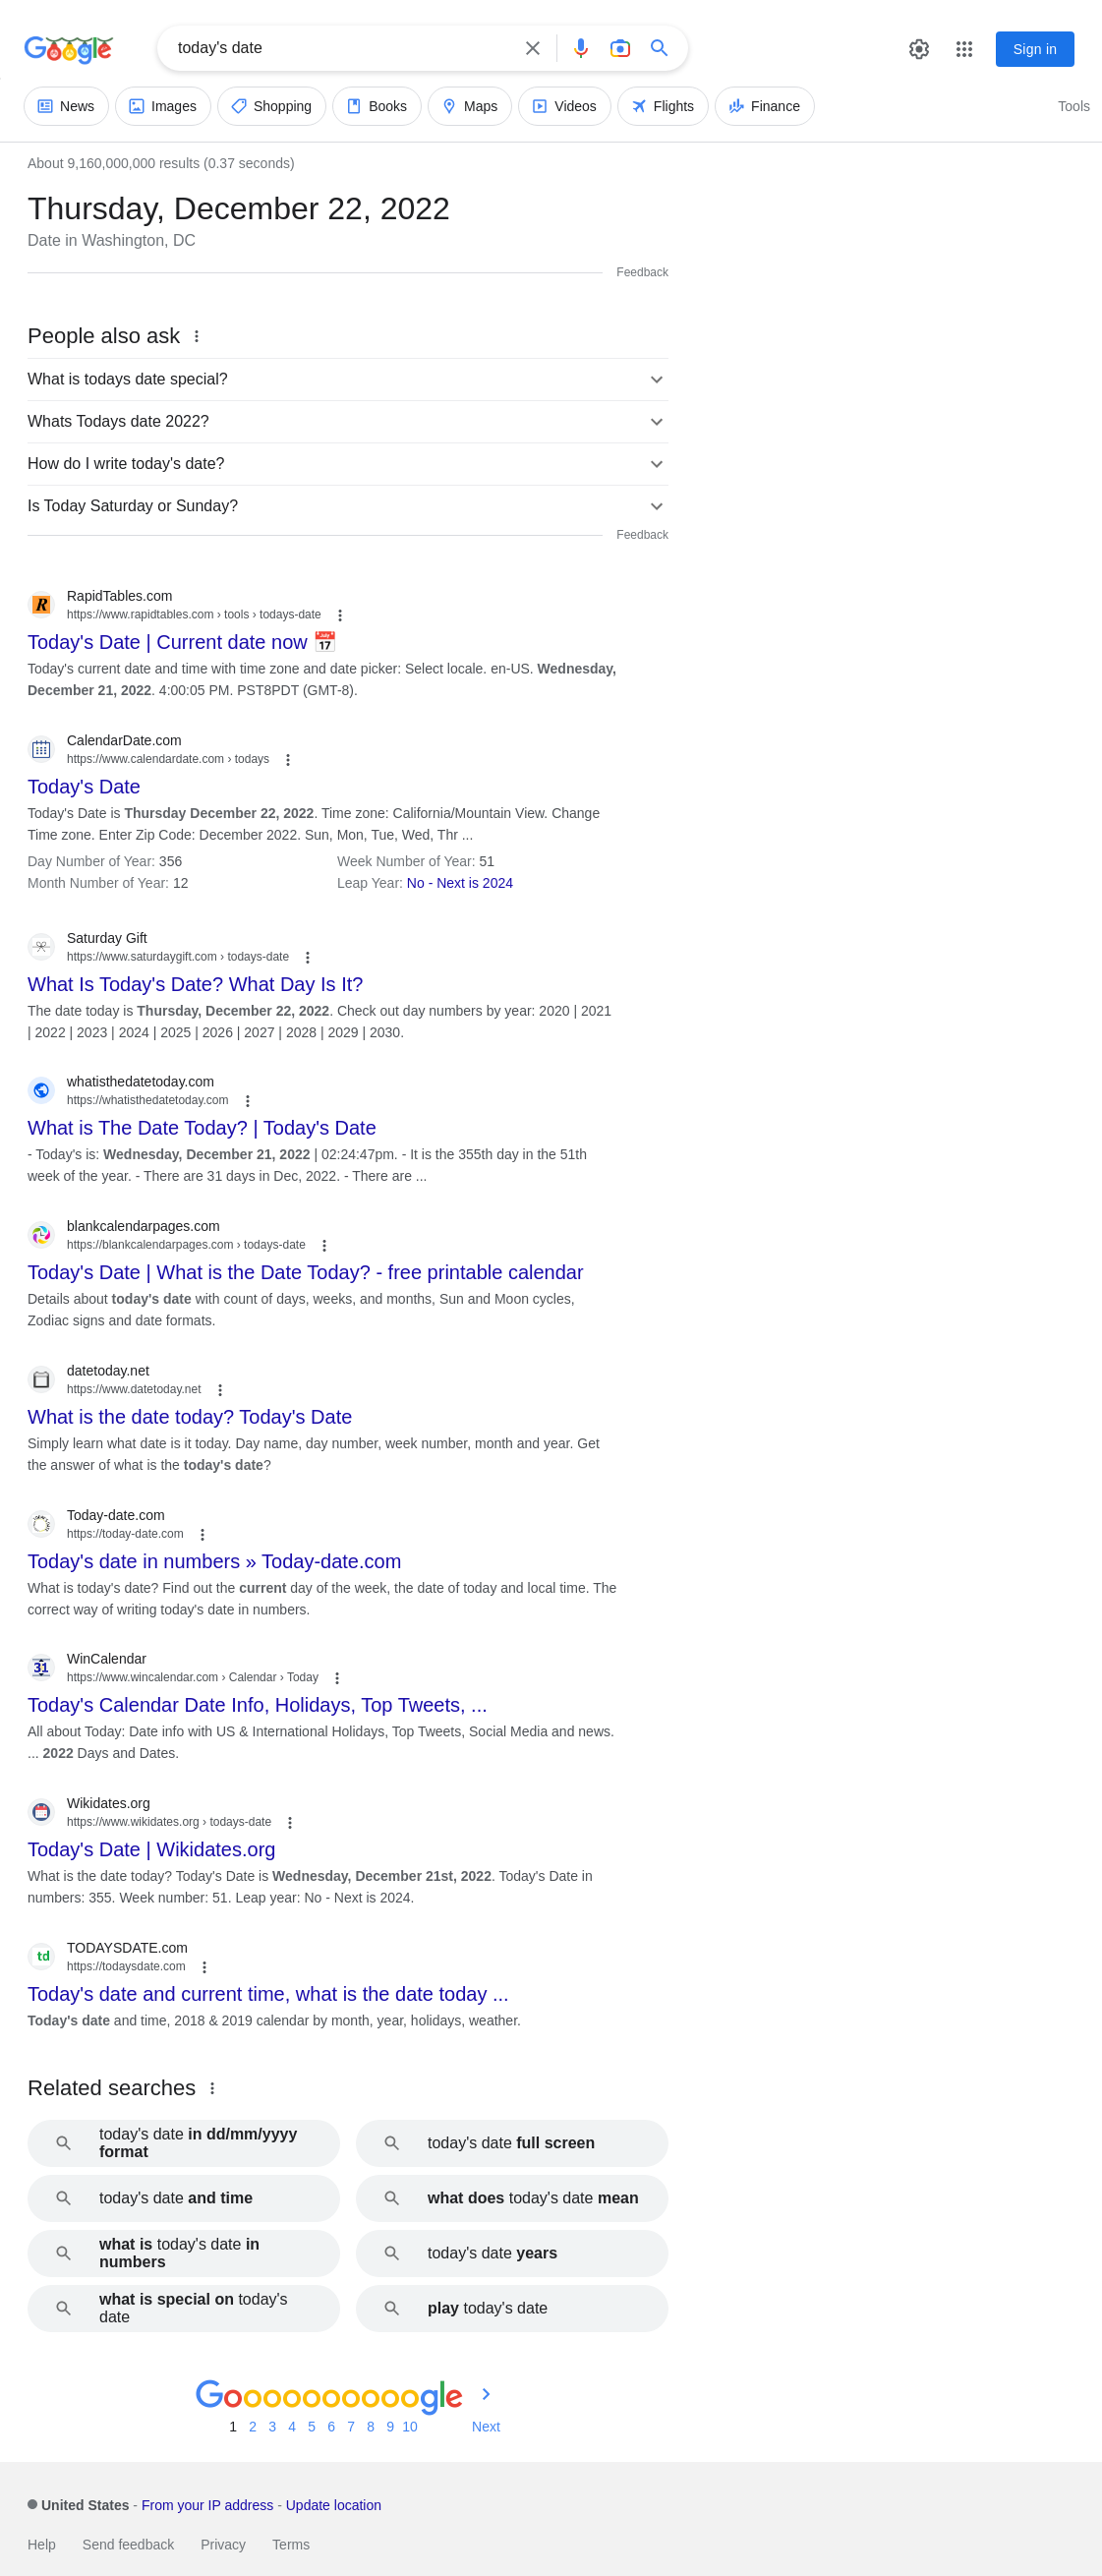 Google
today's date
Sign in
News
Images
Shopping
Books
Maps
Videos
Flights
Finance
Tools
About 9,160,000,000 results (0.37 seconds)
Thursday, December 22, 2022
Date in Washington, DC
Feedback
People also ask
What is todays date special?
Whats Todays date 2022?
How do I write today's date?
Is Today Saturday or Sunday?
Feedback
R
RapidTables.com
https://www.rapidtables.com › tools › todays-date
Today's Date | Current date now 📅
Today's current date and time with time zone and date picker: Select locale. en-US. Wednesday,
December 21, 2022. 4:00:05 PM. PST8PDT (GMT-8).
CalendarDate.com
https://www.calendardate.com › todays
Today's Date
Today's Date is Thursday December 22, 2022. Time zone: California/Mountain View. Change
Time zone. Enter Zip Code: December 2022. Sun, Mon, Tue, Wed, Thr ...
Day Number of Year: 356
Week Number of Year: 51
Month Number of Year: 12
Leap Year: No - Next is 2024
Saturday Gift
https://www.saturdaygift.com › todays-date
What Is Today's Date? What Day Is It?
The date today is Thursday, December 22, 2022. Check out day numbers by year: 2020 | 2021
| 2022 | 2023 | 2024 | 2025 | 2026 | 2027 | 2028 | 2029 | 2030.
whatisthedatetoday.com
https://whatisthedatetoday.com
What is The Date Today? | Today's Date
- Today's is: Wednesday, December 21, 2022 | 02:24:47pm. - It is the 355th day in the 51th
week of the year. - There are 31 days in Dec, 2022. - There are ...
blankcalendarpages.com
https://blankcalendarpages.com › todays-date
Today's Date | What is the Date Today? - free printable calendar
Details about today's date with count of days, weeks, and months, Sun and Moon cycles,
Zodiac signs and date formats.
datetoday.net
https://www.datetoday.net
What is the date today? Today's Date
Simply learn what date is it today. Day name, day number, week number, month and year. Get
the answer of what is the today's date?
Today-date.com
https://today-date.com
Today's date in numbers » Today-date.com
What is today's date? Find out the current day of the week, the date of today and local time. The
correct way of writing today's date in numbers.
31
WinCalendar
https://www.wincalendar.com › Calendar › Today
Today's Calendar Date Info, Holidays, Top Tweets, ...
All about Today: Date info with US & International Holidays, Top Tweets, Social Media and news.
... 2022 Days and Dates.
Wikidates.org
https://www.wikidates.org › todays-date
Today's Date | Wikidates.org
What is the date today? Today's Date is Wednesday, December 21st, 2022. Today's Date in
numbers: 355. Week number: 51. Leap year: No - Next is 2024.
td
TODAYSDATE.com
https://todaysdate.com
Today's date and current time, what is the date today ...
Today's date and time, 2018 & 2019 calendar by month, year, holidays, weather.
Related searches
today's date in dd/mm/yyyy
format
today's date full screen
today's date and time
what does today's date mean
what is today's date in
numbers
today's date years
what is special on today's
date
play today's date
Goooooooooogle
1 2 3 4 5 6 7 8 9 10 Next
United States - From your IP address - Update location
Help Send feedback Privacy Terms